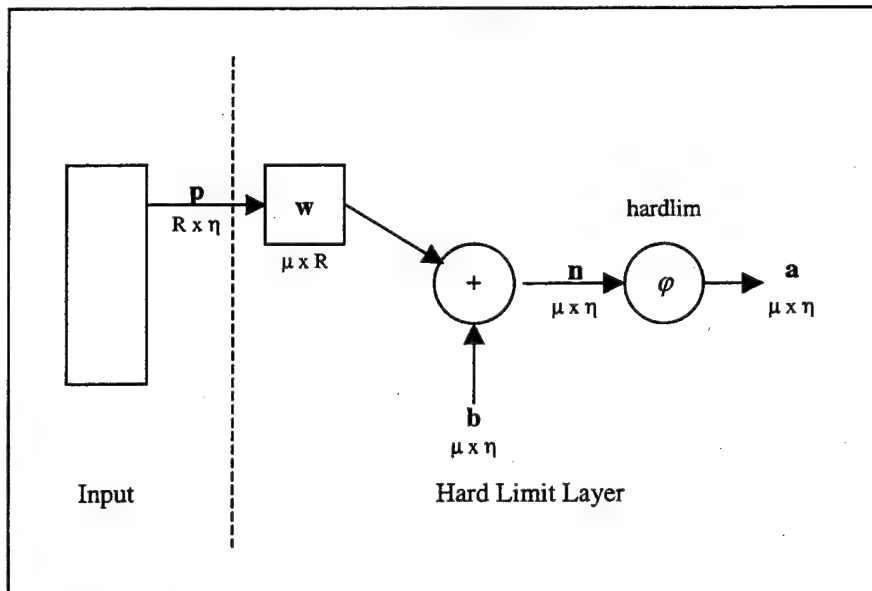 p
R x η
w
μ x R
hardlim
+
n
μ x η
φ
a
μ x η
b
μ x η
Input
Hard Limit Layer